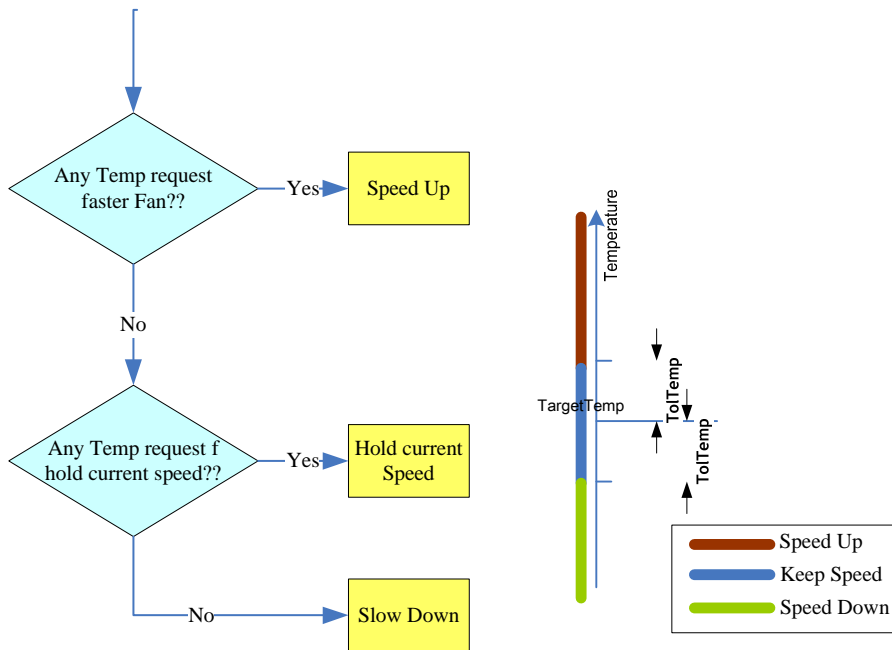 Any Temp request
faster Fan??
Yes
Speed Up
No
Any Temp request f
hold current speed??
Yes
Hold current
Speed
No
Slow Down
Temperature
TargetTemp
TolTemp
TolTemp
Speed Up
Keep Speed
Speed Down